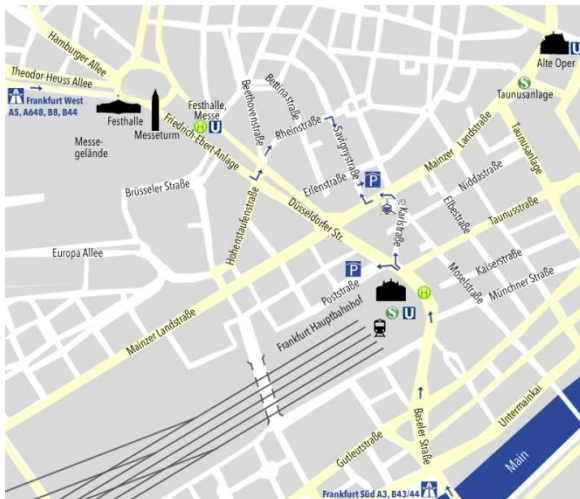 Hamburger Allee
Theodor-Heuss Allee
Frankfurt West
A5, A648, B8, B44
Festhalle
Messeturm
Messe-
gelände
Festhalle,
Messe
H
U
Friedrich-Ebert-Anlage
Beethovenstraße
Bettinastraße
Rheinstraße
Savignystraße
Erlenstraße
P
Alte Oper
U
S
Taunusanlage
Taunusanlage
Mainzer Landstraße
Niddastraße
Elbestraße
Taunusstraße
Karlstraße
Brüsseler Straße
Hohenstaufenstraße
Düsseldorfer Str.
Europa Allee
Mainzer Landstraße
P
Poststraße
Frankfurt Hauptbahnhof
H
S
U
Moselstraße
Kaiserstraße
Münchner Straße
Baseler Straße
Gutleutstraße
Untermainkai
Main
Frankfurt Süd A3, B43/44